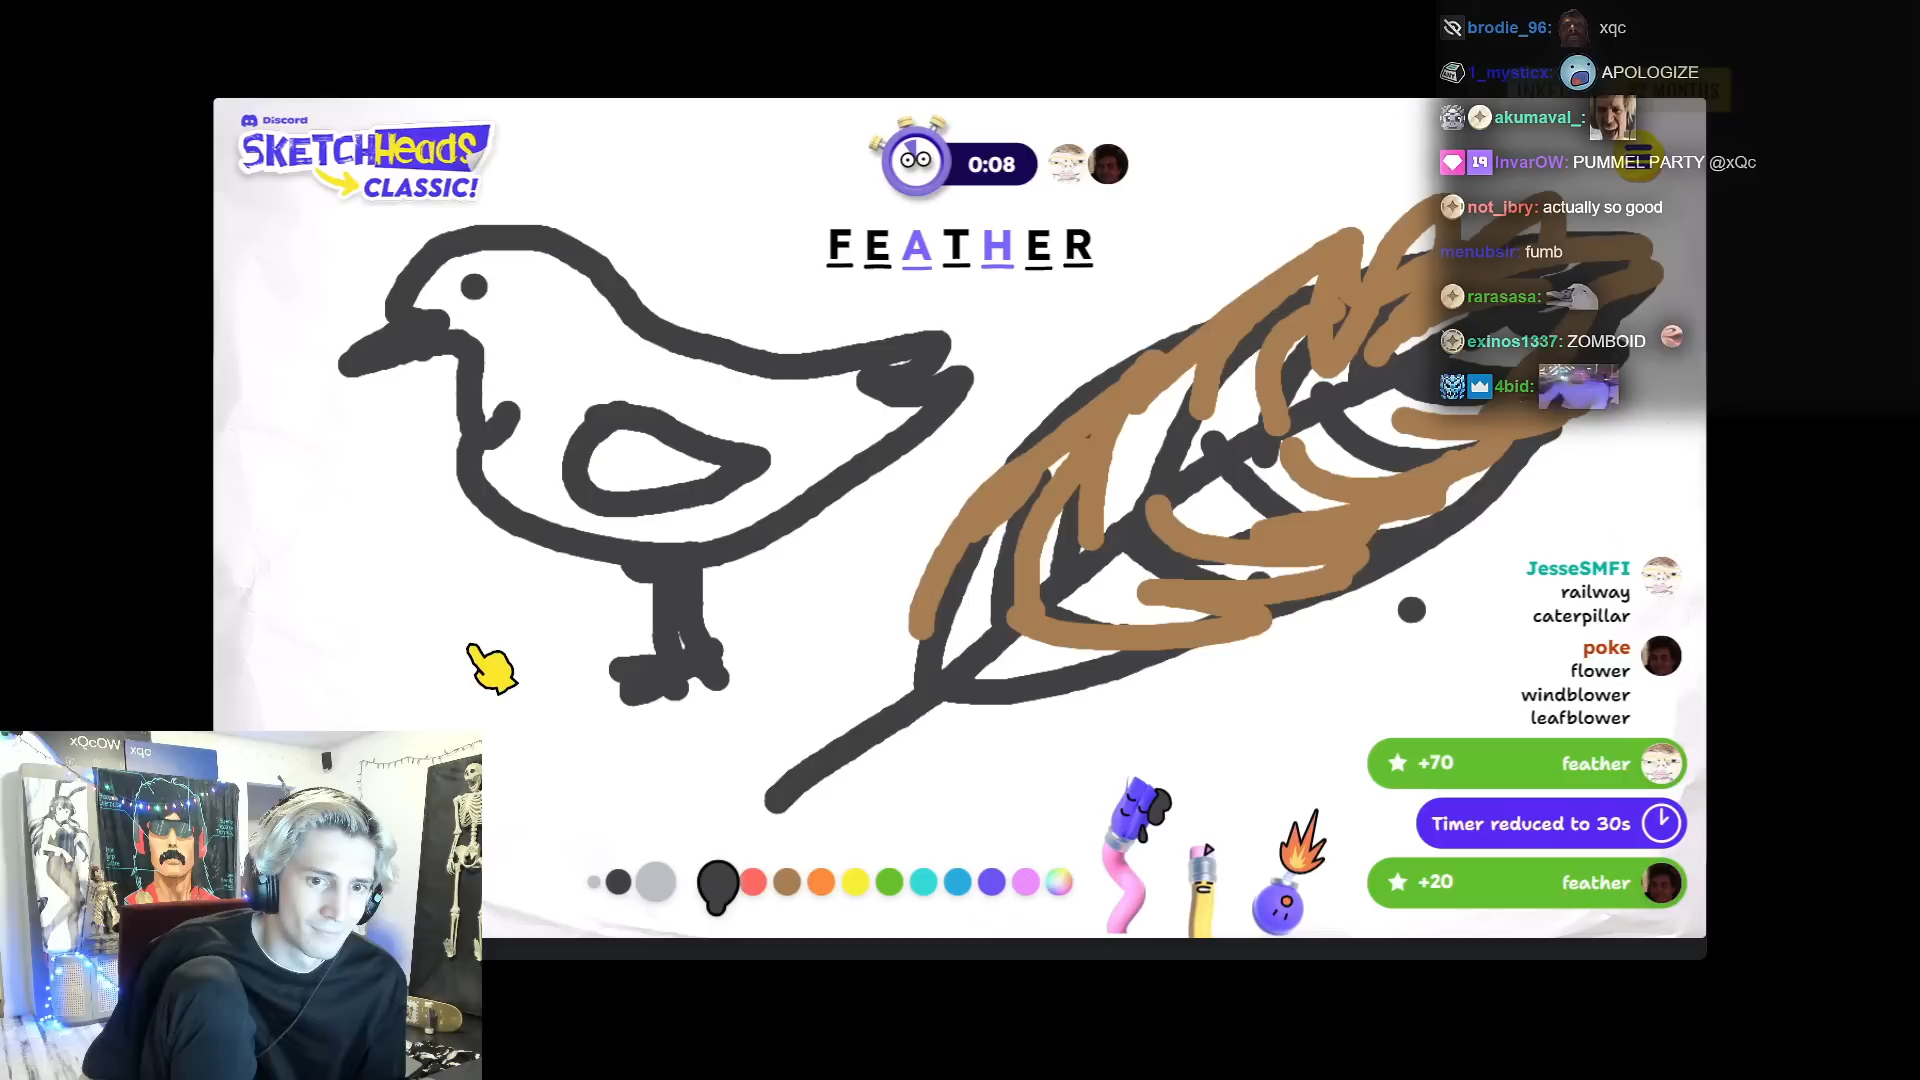 brodie_96: xqc
1_mysticx: APOLOGIZE
akumaval_:
19 InvarOW: PUMMEL PARTY @xQc
not_jbry: actually so good
menubsir: fumb
rarasasa:
exinos1337: ZOMBOID
4bid:
Discord
SKETCHHeads
CLASSIC!
0:08
FEATHER
JesseSMFI
railway
caterpillar
poke
flower
windblower
leafblower
+70 feather
Timer reduced to 30s
+20 feather
xQcOW xqc